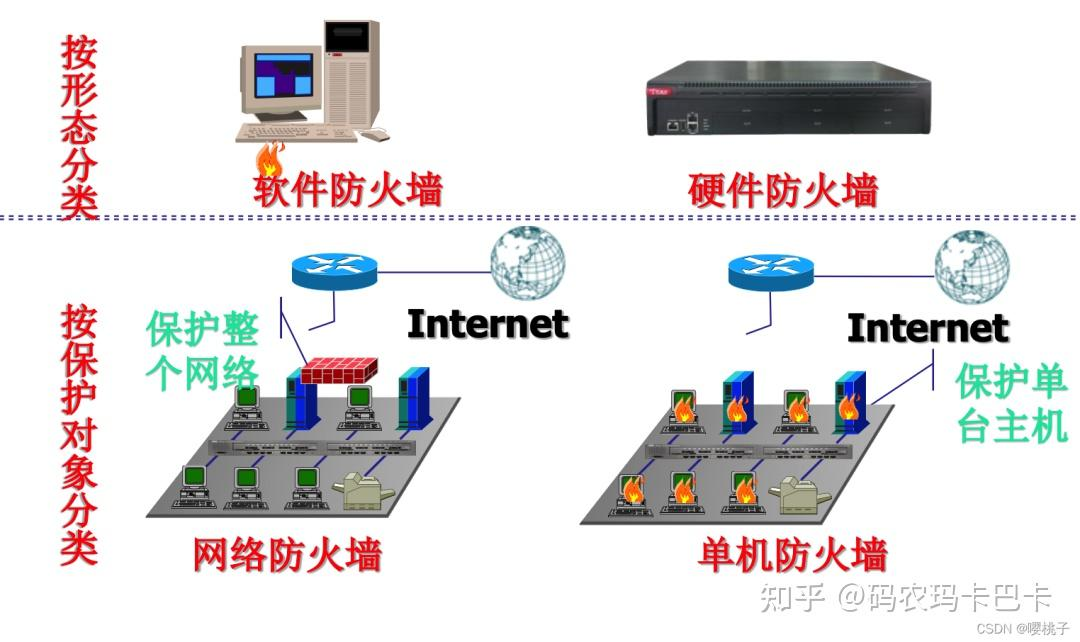 按形态分类
软件防火墙
硬件防火墙
按保护对象分类
保护整
个网络
Internet
网络防火墙
Internet
保护单
台主机
单机防火墙
知乎 @码农玛卡巴卡
CSDN @嘤桃子